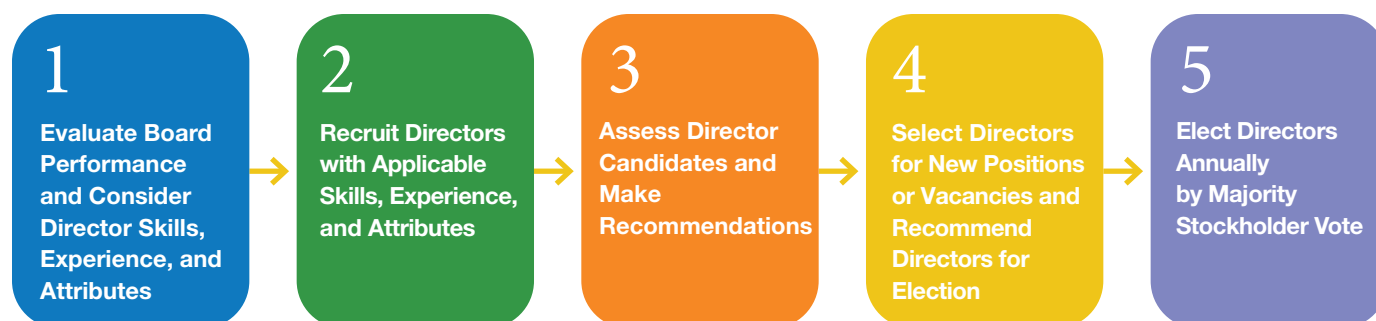 1
Evaluate Board
Performance
and Consider
Director Skills,
Experience, and
Attributes
2
Recruit Directors
with Applicable
Skills, Experience,
and Attributes
3
Assess Director
Candidates and
Make
Recommendations
4
Select Directors
for New Positions
or Vacancies and
Recommend
Directors for
Election
5
Elect Directors
Annually
by Majority
Stockholder Vote